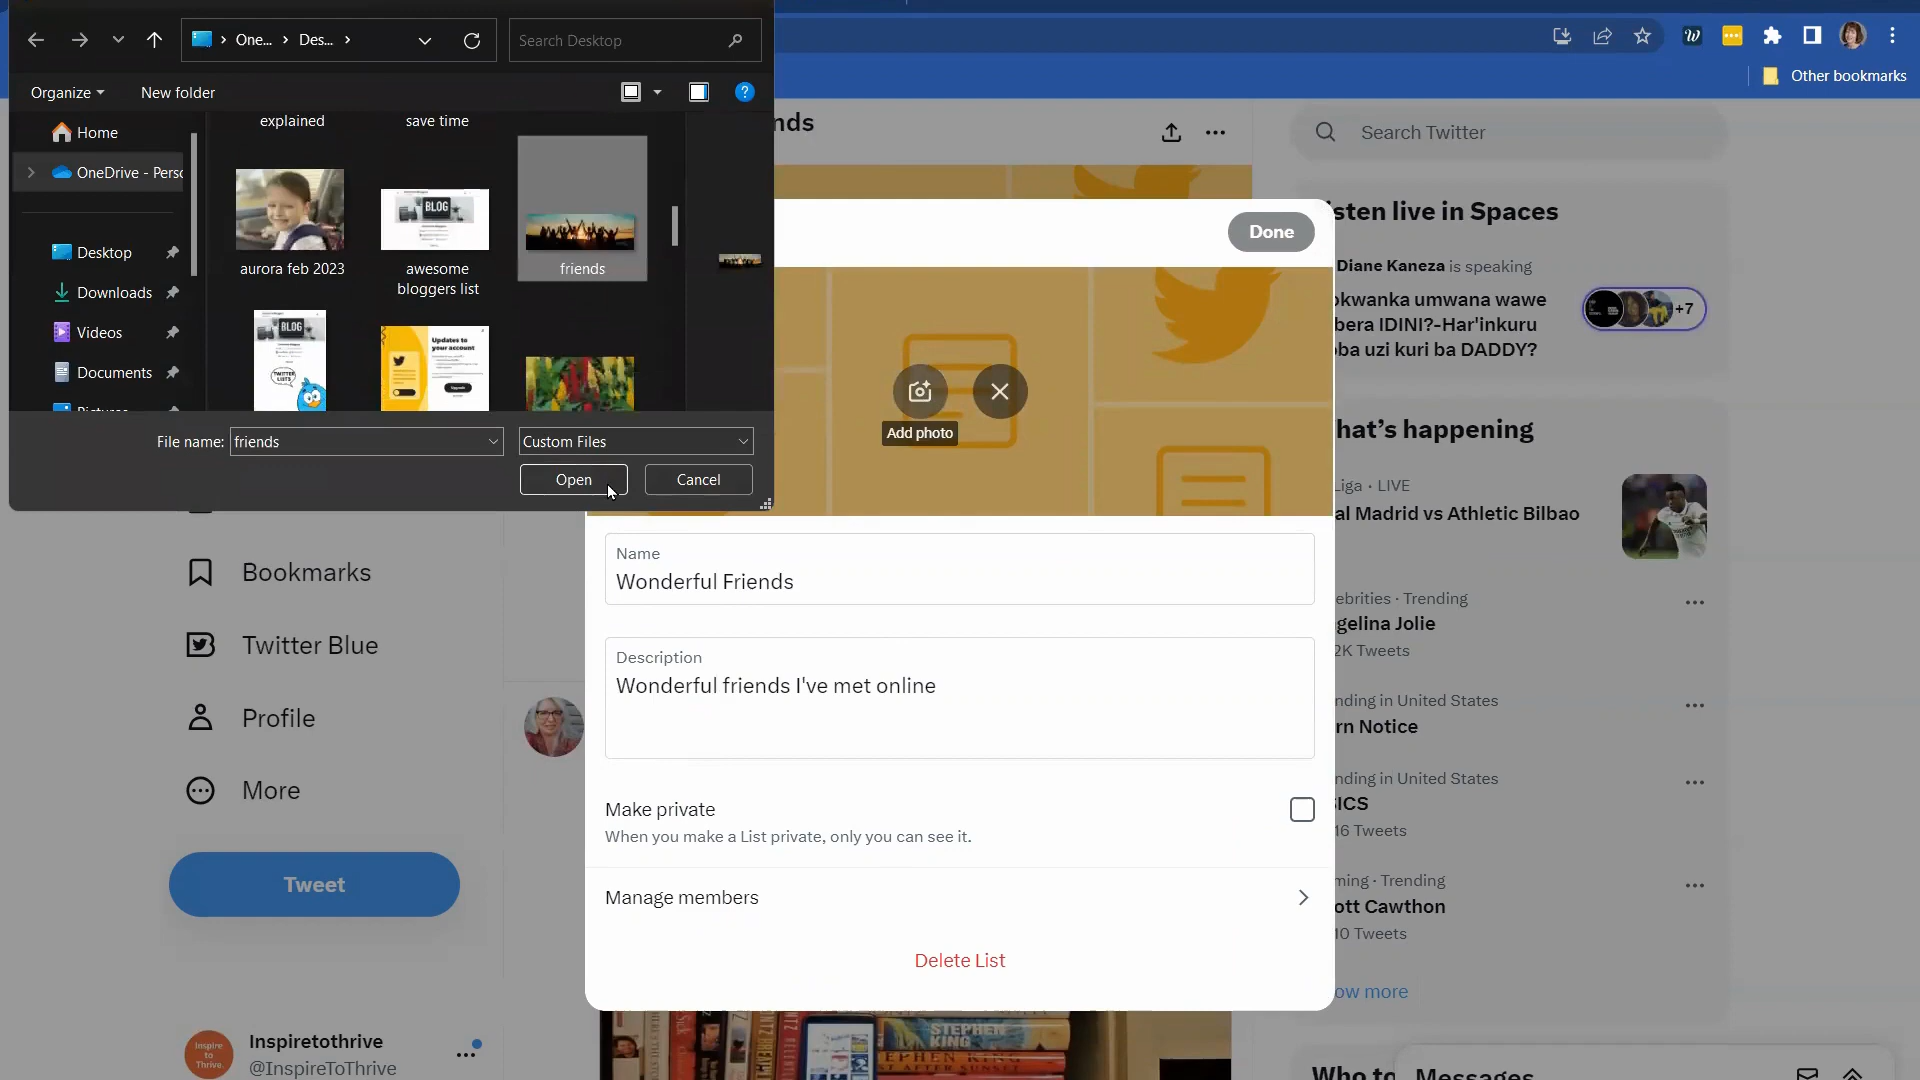 One...
Des...
Search Desktop
Organize
New folder
Other bookmarks
explained
save time
Home
OneDrive - Perso
Desktop
Downloads
Videos
Documents
BLOG
aurora feb 2023
awesome
bloggers list
friends
BLOG
TWITTER
LISTS
Updates to
your account
File name: friends
Custom Files
Open
Cancel
nds
Search Twitter
Done
isten live in Spaces
Diane Kaneza is speaking
okwanka umwana wawe
bera IDINI?-Har'inkuru
oba uzi kuri ba DADDY?
+7
Add photo
hat's happening
Liga · LIVE
al Madrid vs Athletic Bilbao
Name
Wonderful Friends
Description
Wonderful friends I've met online
Make private
When you make a List private, only you can see it.
Manage members
Delete List
ebrities · Trending
gelina Jolie
2K Tweets
nding in United States
rn Notice
nding in United States
SICS
16 Tweets
ming · Trending
ott Cawthon
10 Tweets
ow more
Who to
Messages
Bookmarks
Twitter Blue
Profile
More
Tweet
Inspire
to
Thrive.
Inspiretothrive
@InspireToThrive
STEPHEN
KING